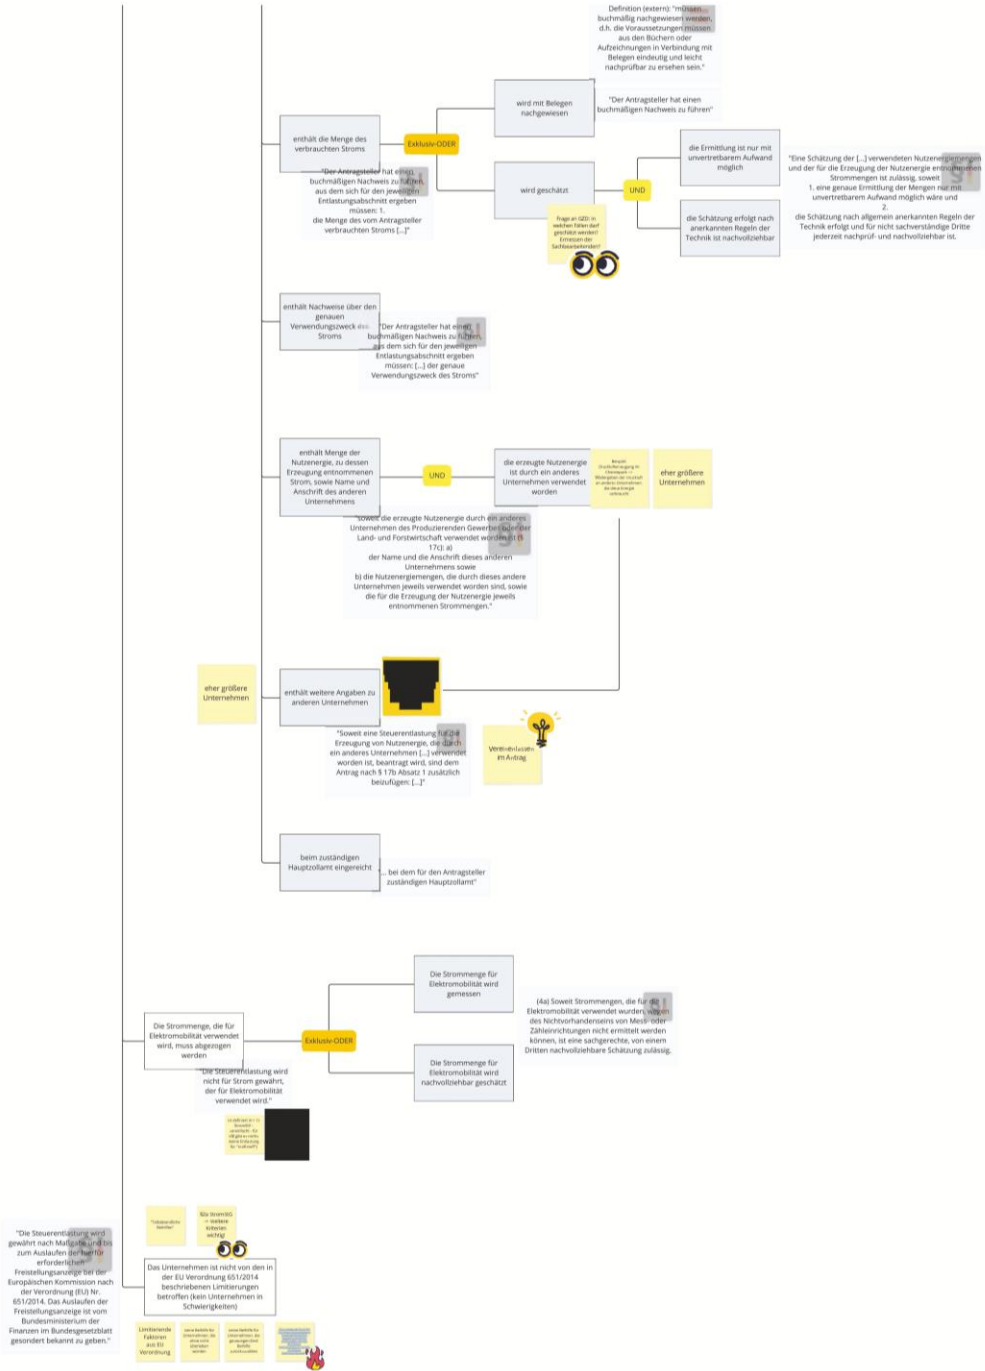 Definition (extern): "müssen
buchmäßig nachgewiesen werden,
d.h. die Voraussetzungen müssen
aus den Büchern oder
Aufzeichnungen in Verbindung mit
Belegen eindeutig und leicht
nachprüfbar zu ersehen sein."
wird mit Belegen
nachgewiesen
"Der Antragsteller hat einen
buchmäßigen Nachweis zu führen"
enthält die Menge des
verbrauchten Stroms
Exklusiv-ODER
"Der Antragsteller hat einen
buchmäßigen Nachweis zu führen,
aus dem sich für den jeweiligen
Entlastungsabschnitt ergeben
müssen: 1.
die Menge des vom Antragsteller
verbrauchten Stroms [...]"
wird geschätzt
UND
die Ermittlung ist nur mit
unvertretbarem Aufwand
möglich
die Schätzung erfolgt nach
anerkannten Regeln der
Technik ist nachvollziehbar
"Eine Schätzung der [...] verwendeten Nutzenergiemengen
und der für die Erzeugung der Nutzenergie entnommenen
Strommengen ist zulässig, soweit
1. eine genaue Ermittlung der Mengen nur mit
unvertretbarem Aufwand möglich wäre und
2.
die Schätzung nach allgemein anerkannten Regeln der
Technik erfolgt und für nicht sachverständige Dritte
jederzeit nachprüf- und nachvollziehbar ist.
Frage an GZD: in
welchen Fällen darf
geschätzt werden?
Ermessen der
Sachbearbeitenden?
enthält Nachweise über den
genauen
Verwendungszweck des
Stroms
"Der Antragsteller hat einen
buchmäßigen Nachweis zu führen,
aus dem sich für den jeweiligen
Entlastungsabschnitt ergeben
müssen: [...] der genaue
Verwendungszweck des Stroms"
enthält Menge der
Nutzenergie, zu dessen
Erzeugung entnommenen
Strom, sowie Name und
Anschrift des anderen
Unternehmens
UND
die erzeugte Nutzenergie
ist durch ein anderes
Unternehmen verwendet
worden
eher größere
Unternehmen
"soweit die erzeugte Nutzenergie durch ein anderes
Unternehmen des Produzierenden Gewerbes oder der
Land- und Forstwirtschaft verwendet worden ist (§
17c): a)
der Name und die Anschrift dieses anderen
Unternehmens sowie
b) die Nutzenergiemengen, die durch dieses andere
Unternehmen jeweils verwendet worden sind, sowie
die für die Erzeugung der Nutzenergie jeweils
entnommenen Strommengen."
eher größere
Unternehmen
enthält weitere Angaben zu
anderen Unternehmen
"Soweit eine Steuerentlastung für die
Erzeugung von Nutzenergie, die durch
ein anderes Unternehmen [...] verwendet
worden ist, beantragt wird, sind dem
Antrag nach § 17b Absatz 1 zusätzlich
beizufügen: [...]"
im Antrag
beim zuständigen
Hauptzollamt eingereicht
... bei dem für den Antragsteller
zuständigen Hauptzollamt"
Die Strommenge, die für
Elektromobilität verwendet
wird, muss abgezogen
werden
Exklusiv-ODER
Die Strommenge für
Elektromobilität wird
gemessen
Die Strommenge für
Elektromobilität wird
nachvollziehbar geschätzt
(4a) Soweit Strommengen, die für die
Elektromobilität verwendet wurden, wegen
des Nichtvorhandenseins von Mess- oder
Zähleinrichtungen nicht ermittelt werden
können, ist eine sachgerechte, von einem
Dritten nachvollziehbare Schätzung zulässig.
"Die Steuerentlastung wird
nicht für Strom gewährt,
der für Elektromobilität
verwendet wird."
"Die Steuerentlastung wird
gewährt nach Maßgabe und bis
zum Auslaufen der hierfür
erforderlichen
Freistellungsanzeige bei der
Europäischen Kommission nach
der Verordnung (EU) Nr.
651/2014. Das Auslaufen der
Freistellungsanzeige ist vom
Bundesministerium der
Finanzen im Bundesgesetzblatt
gesondert bekannt zu geben."
weitere
Kriterien
wichtig!
Das Unternehmen ist nicht von den in
der EU Verordnung 651/2014
beschriebenen Limitierungen
betroffen (kein Unternehmen in
Schwierigkeiten)
Limitierende
Faktoren
aus EU
Verordnung